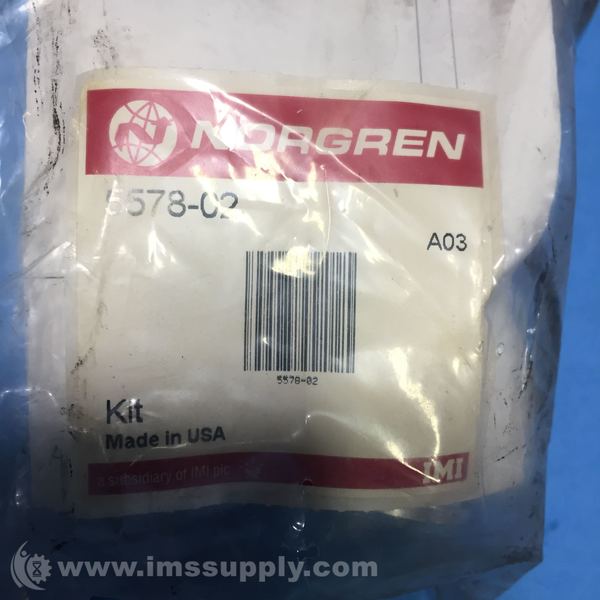 NORGREN
5578-02
A03
5578-02
Kit
Made in USA
a subsidiary of IMI plc
IMI
www.imssupply.com